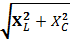 √(x_L^2 + X_C^2)